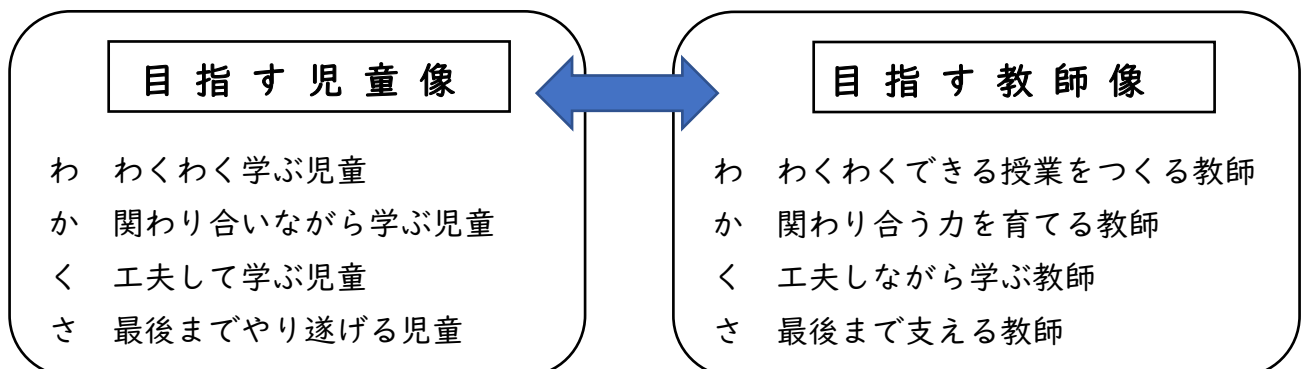 目指す児童像
わ わくわく学ぶ児童
か 関わり合いながら学ぶ児童
く 工夫して学ぶ児童
さ 最後までやり遂げる児童
目指す教師像
わ わくわくできる授業をつくる教師
か 関わり合う力を育てる教師
く 工夫しながら学ぶ教師
さ 最後まで支える教師